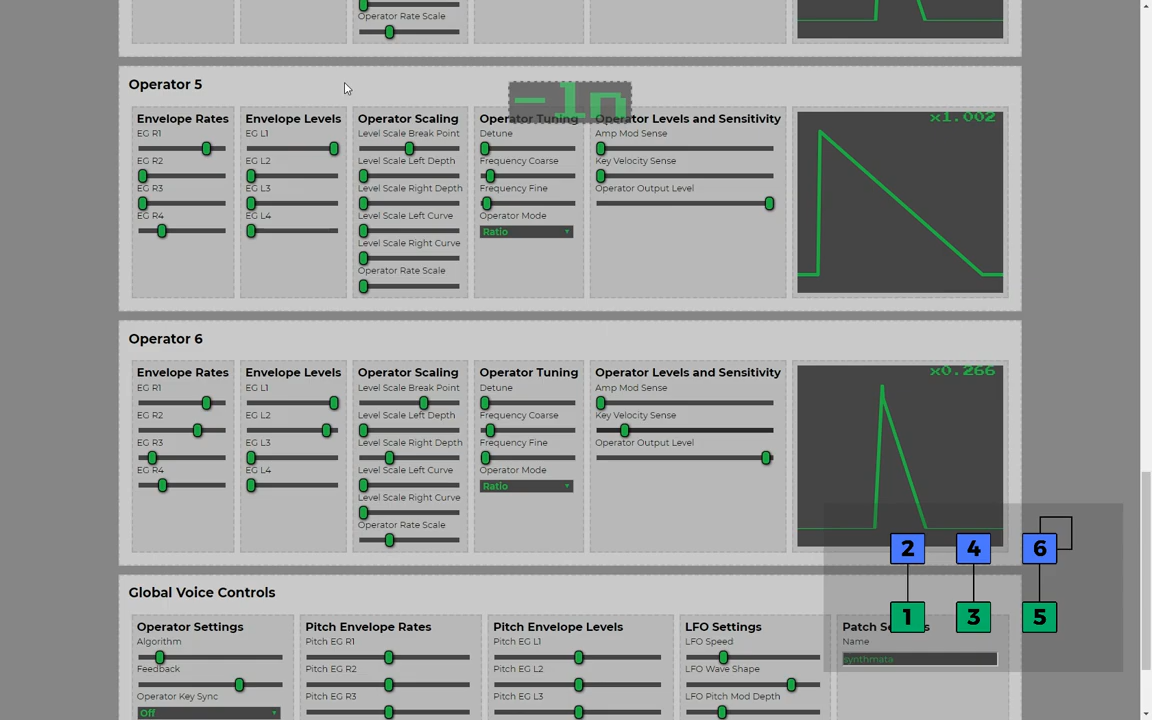 Operator Rate Scale
Operator 5
-1n
Envelope Rates
EG R1
EG R2
EG R3
EG R4
Envelope Levels
EG L1
EG L2
EG L3
EG L4
Operator Scaling
Level Scale Break Point
Level Scale Left Depth
Level Scale Right Depth
Level Scale Left Curve
Level Scale Right Curve
Operator Rate Scale
Operator Tuning
Detune
Frequency Coarse
Frequency Fine
Operator Mode
Ratio
Operator Levels and Sensitivity
Amp Mod Sense
Key Velocity Sense
Operator Output Level
x1.002
Operator 6
Envelope Rates
EG R1
EG R2
EG R3
EG R4
Envelope Levels
EG L1
EG L2
EG L3
EG L4
Operator Scaling
Level Scale Break Point
Level Scale Left Depth
Level Scale Right Depth
Level Scale Left Curve
Level Scale Right Curve
Operator Rate Scale
Operator Tuning
Detune
Frequency Coarse
Frequency Fine
Operator Mode
Ratio
Operator Levels and Sensitivity
Amp Mod Sense
Key Velocity Sense
Operator Output Level
x0.266
2 4 6
1 3 5
Global Voice Controls
Operator Settings
Algorithm
Feedback
Operator Key Sync
Off
Pitch Envelope Rates
Pitch EG R1
Pitch EG R2
Pitch EG R3
Pitch Envelope Levels
Pitch EG L1
Pitch EG L2
Pitch EG L3
LFO Settings
LFO Speed
LFO Wave Shape
LFO Pitch Mod Depth
Patch Se
Name
synthmata